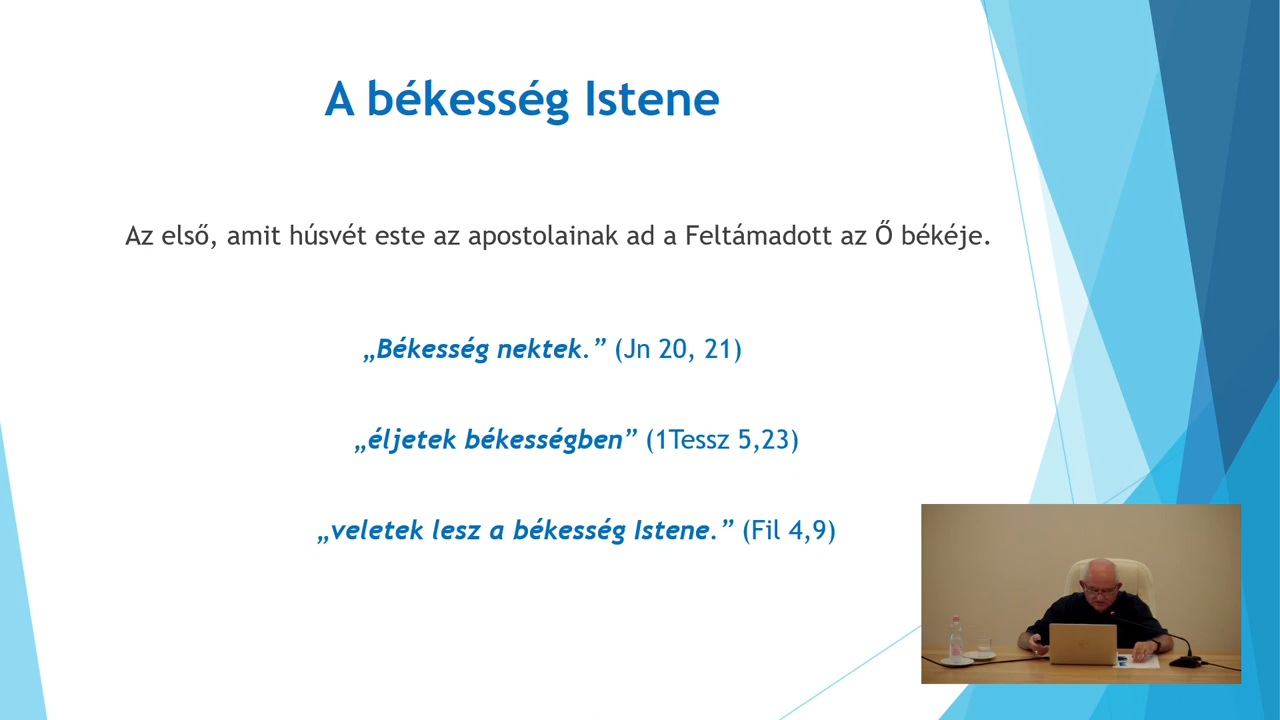 A békesség Istene
Az első, amit húsvét este az apostolainak ad a Feltámadott az Ő békéje.
„Békesség nektek.” (Jn 20, 21)
„éljetek békességben” (1Tessz 5,23)
„veletek lesz a békesség Istene.” (Fil 4,9)